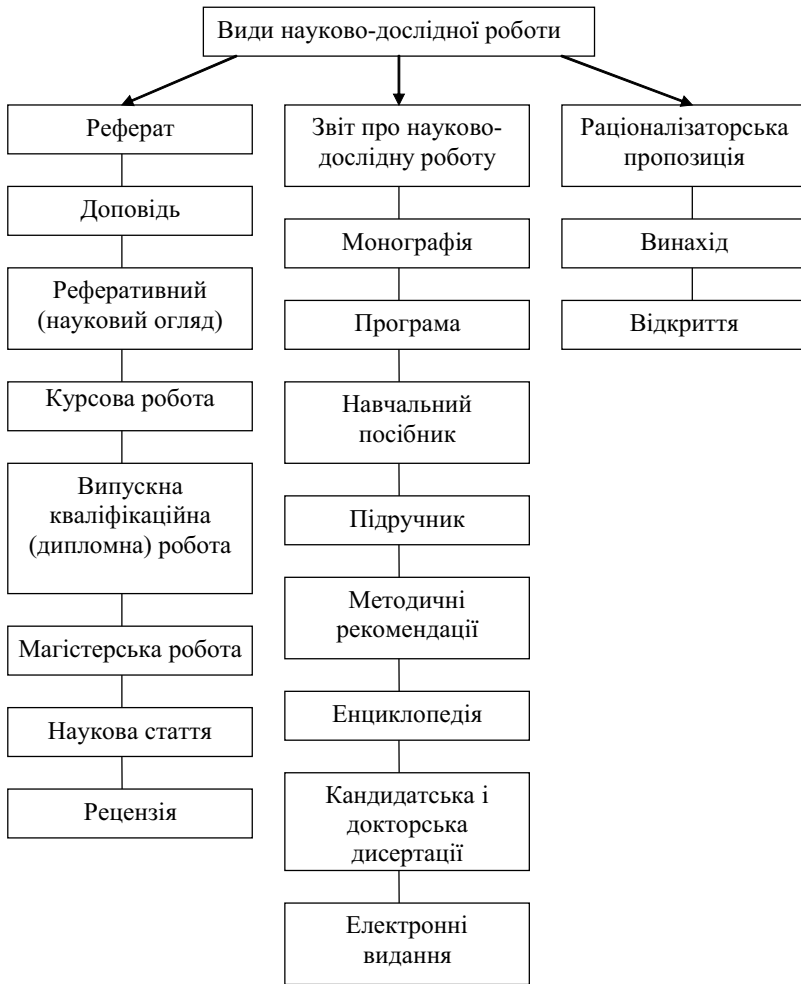 Види науково-дослідної роботи
Реферат
Доповідь
Реферативний
(науковий огляд)
Курсова робота
Випускна
кваліфікаційна
(дипломна) робота
Магістерська робота
Наукова стаття
Рецензія
Звіт про науково-
дослідну роботу
Монографія
Програма
Навчальний
посібник
Підручник
Методичні
рекомендації
Енциклопедія
Кандидатська і
докторська
дисертації
Електронні
видання
Раціоналізаторська
пропозиція
Винахід
Відкриття